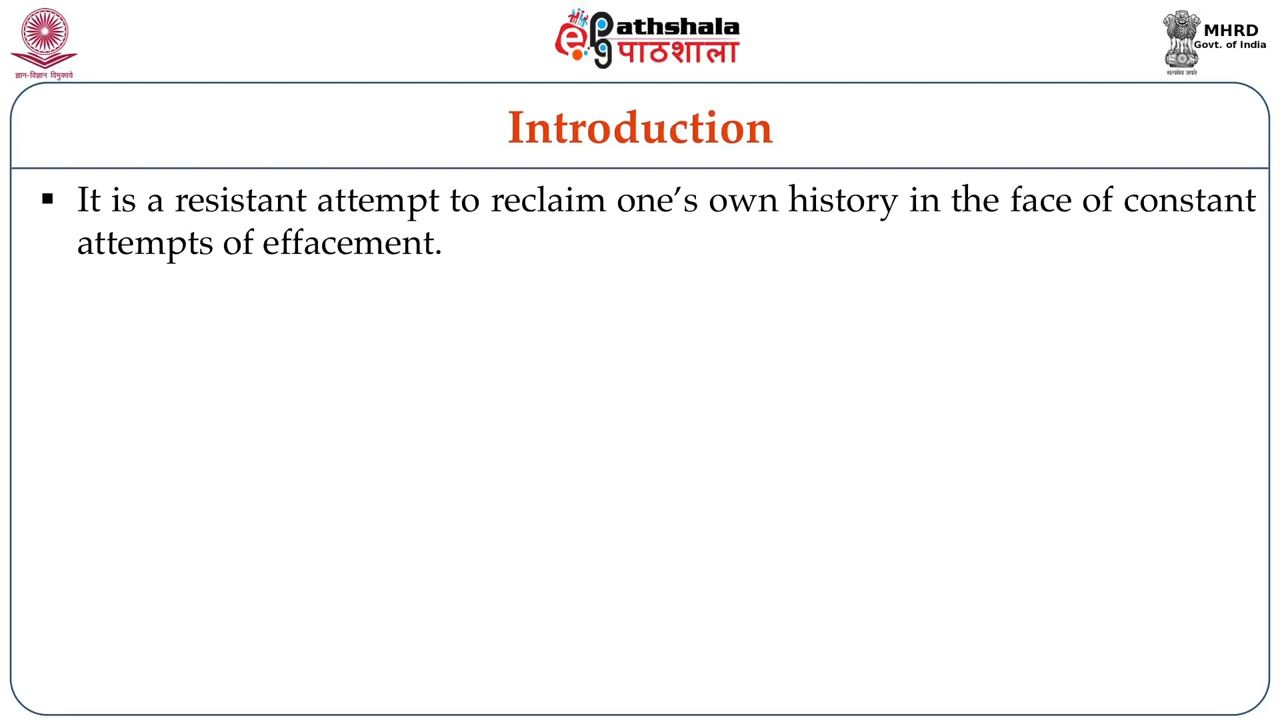 ज्ञान-विज्ञान विमुक्तये
ePathshala
पाठशाला
MHRD
Govt. of India
सत्यमेव जयते
Introduction
▪ It is a resistant attempt to reclaim one’s own history in the face of constant
attempts of effacement.